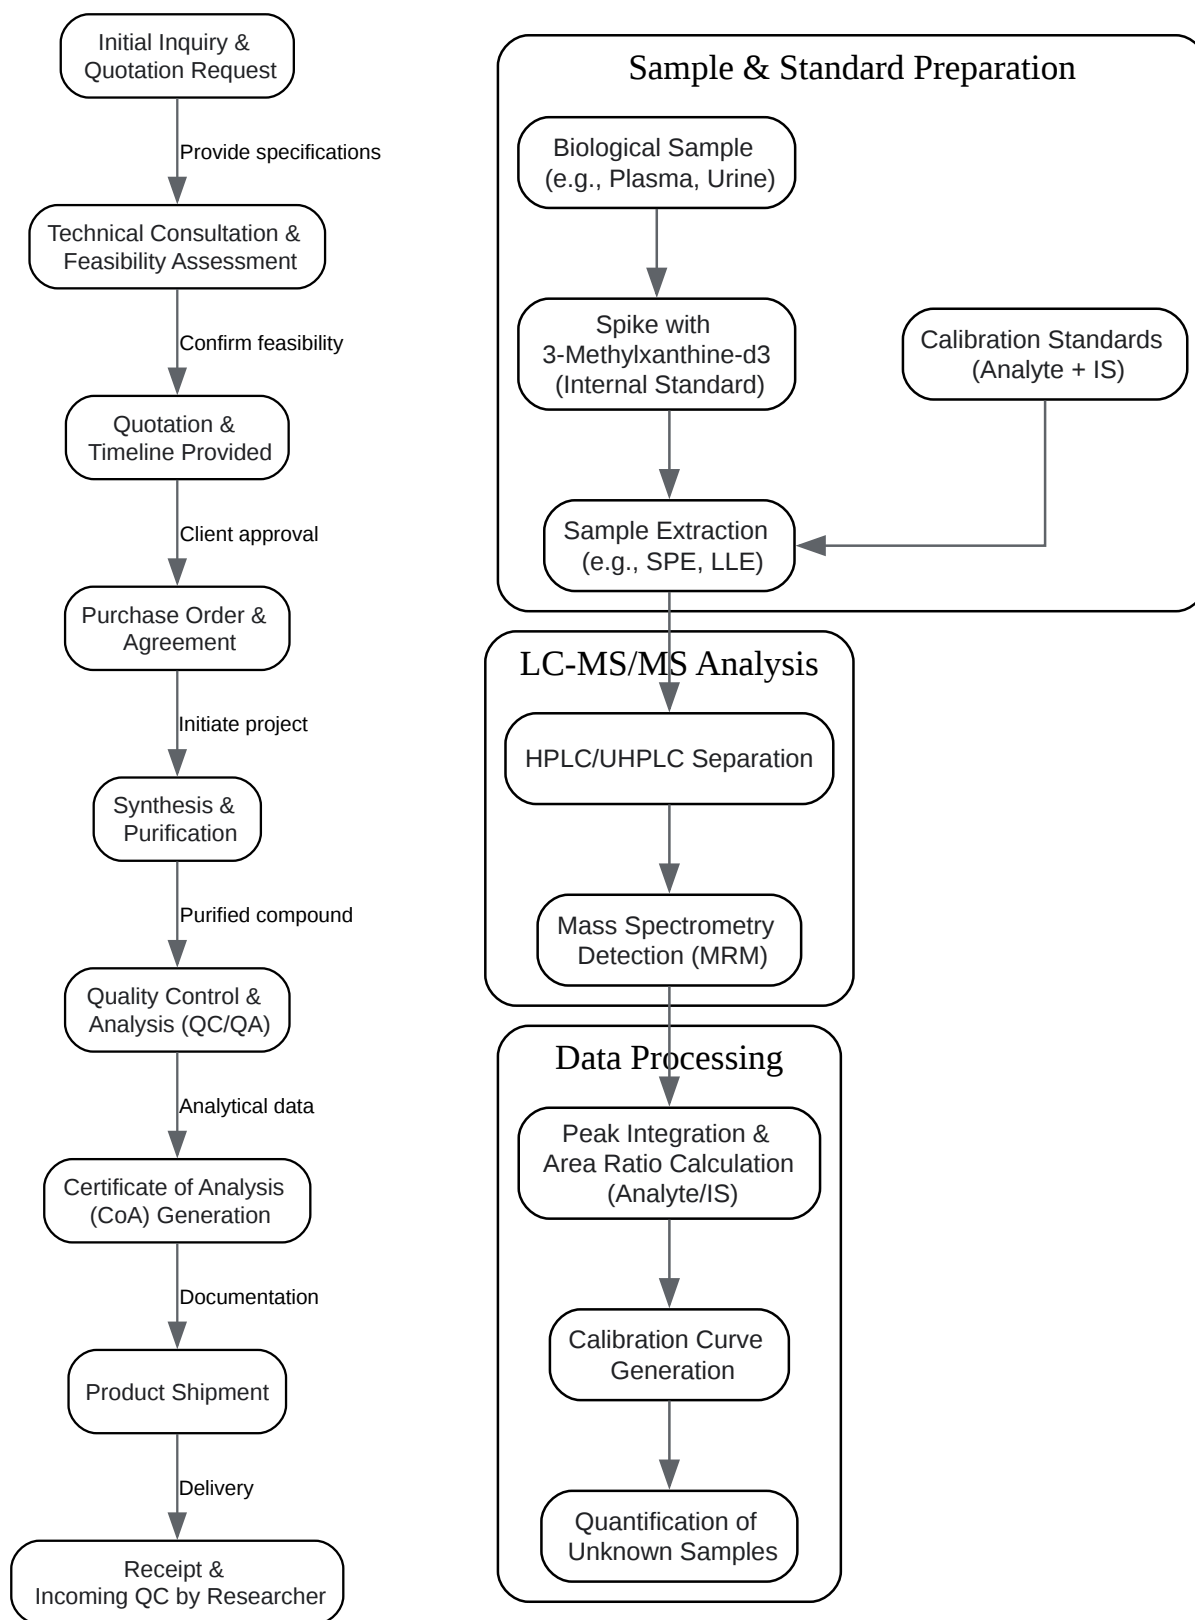 Initial Inquiry &
Quotation Request
Provide specifications
Technical Consultation &
Feasibility Assessment
Confirm feasibility
Quotation &
Timeline Provided
Client approval
Purchase Order &
Agreement
Initiate project
Synthesis &
Purification
Purified compound
Quality Control &
Analysis (QC/QA)
Analytical data
Certificate of Analysis
(CoA) Generation
Documentation
Product Shipment
Delivery
Receipt &
Incoming QC by Researcher
Sample & Standard Preparation
Biological Sample
(e.g., Plasma, Urine)
Spike with
3-Methylxanthine-d3
(Internal Standard)
Calibration Standards
(Analyte + IS)
Sample Extraction
(e.g., SPE, LLE)
LC-MS/MS Analysis
HPLC/UHPLC Separation
Mass Spectrometry
Detection (MRM)
Data Processing
Peak Integration &
Area Ratio Calculation
(Analyte/IS)
Calibration Curve
Generation
Quantification of
Unknown Samples